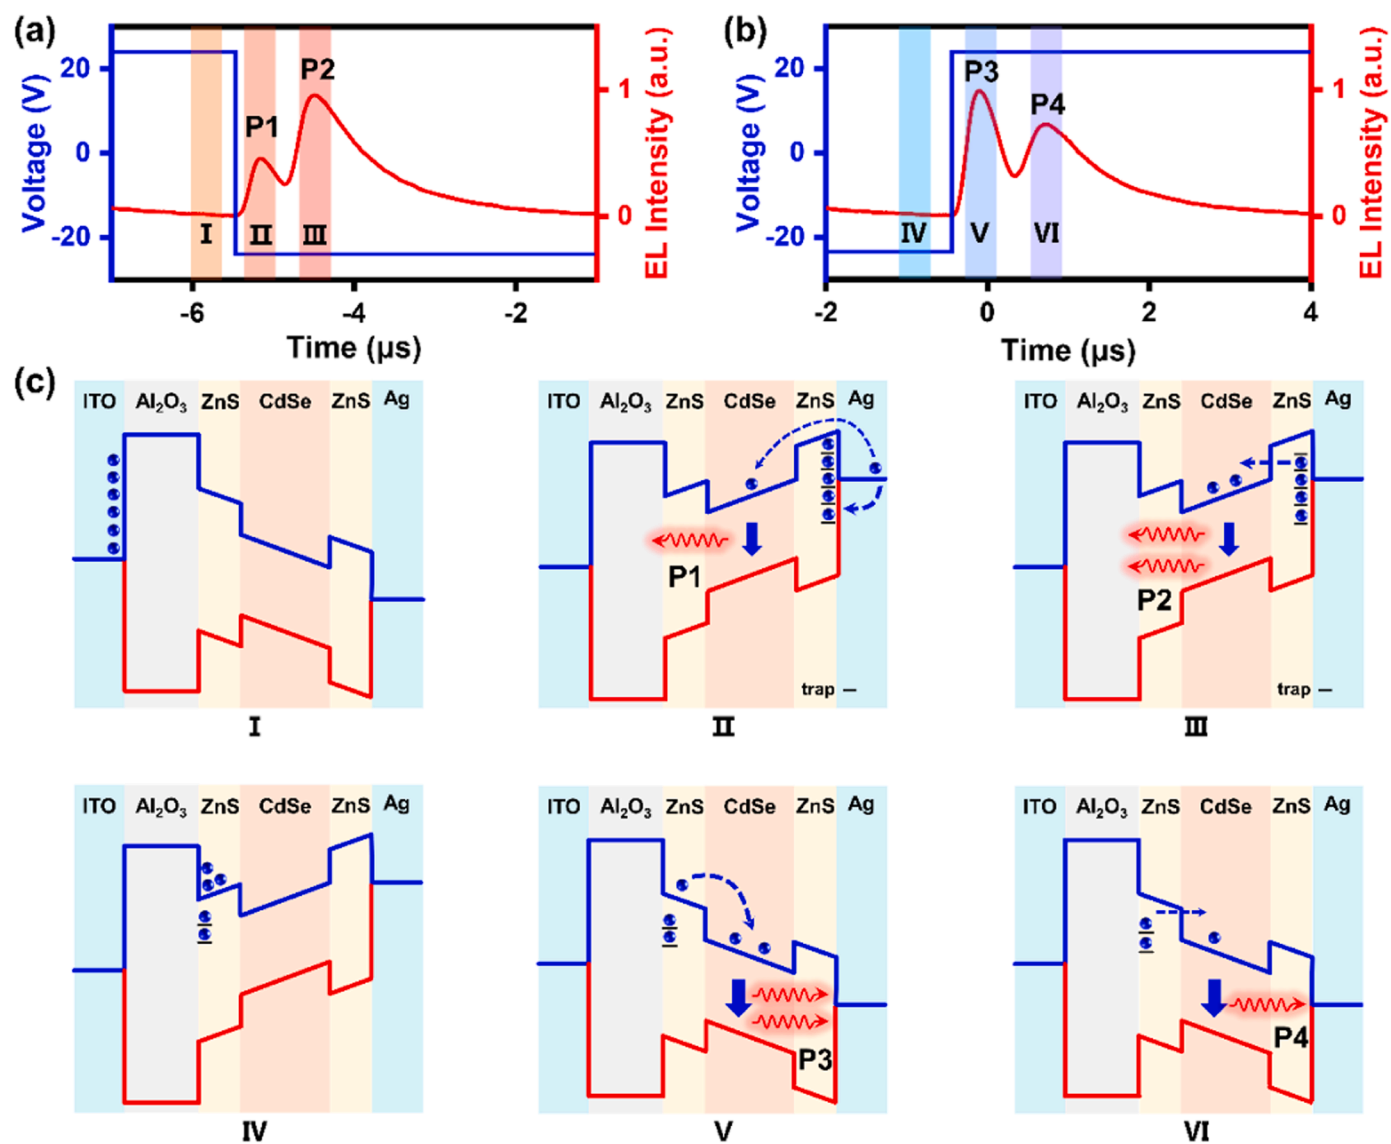 (a)
Voltage (V)
20
0
-20
P1
P2
I
II
III
1
0
EL Intensity (a.u.)
-6
-4
-2
Time (μs)
(b)
Voltage (V)
20
0
-20
P3
P4
IV
V
VI
1
0
EL Intensity (a.u.)
-2
0
2
4
Time (μs)
(c)
ITO Al₂O₃ ZnS CdSe ZnS Ag
I
ITO Al₂O₃ ZnS CdSe ZnS Ag
P1
trap
II
ITO Al₂O₃ ZnS CdSe ZnS Ag
P2
trap
III
ITO Al₂O₃ ZnS CdSe ZnS Ag
IV
ITO Al₂O₃ ZnS CdSe ZnS Ag
P3
V
ITO Al₂O₃ ZnS CdSe ZnS Ag
P4
VI